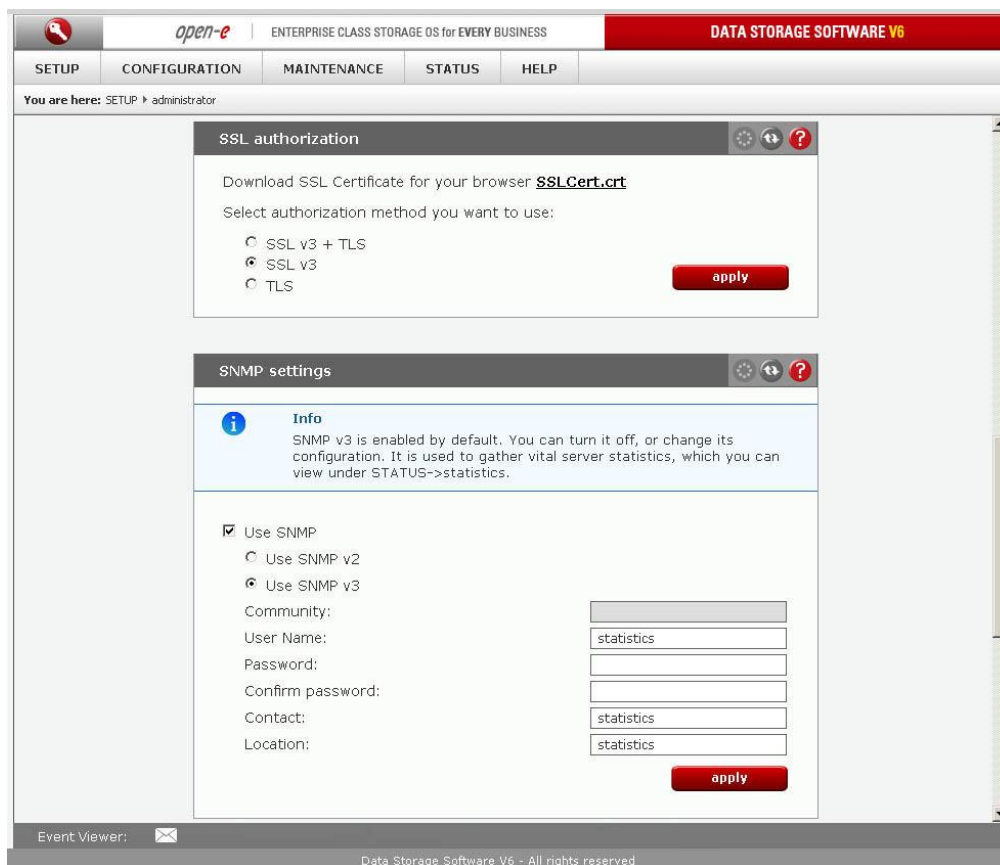 open-e ENTERPRISE CLASS STORAGE OS for EVERY BUSINESS DATA STORAGE SOFTWARE V6
SETUP CONFIGURATION MAINTENANCE STATUS HELP
You are here: SETUP administrator
SSL authorization ?
Download SSL Certificate for your browser SSLCert.crt
Select authorization method you want to use:
SSL v3 + TLS
SSL v3
TLS
apply
SNMP settings ?
i Info
SNMP v3 is enabled by default. You can turn it off, or change its
configuration. It is used to gather vital server statistics, which you can
view under STATUS->statistics.
Use SNMP
Use SNMP v2
Use SNMP v3
Community:
User Name: statistics
Password:
Confirm password:
Contact: statistics
Location: statistics
apply
Event Viewer:
Data Storage Software V6 - All rights reserved